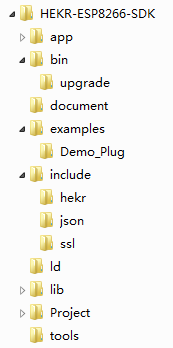 HEKR-ESP8266-SDK
app
bin
upgrade
document
examples
Demo_Plug
include
hekr
json
ssl
ld
lib
Project
tools